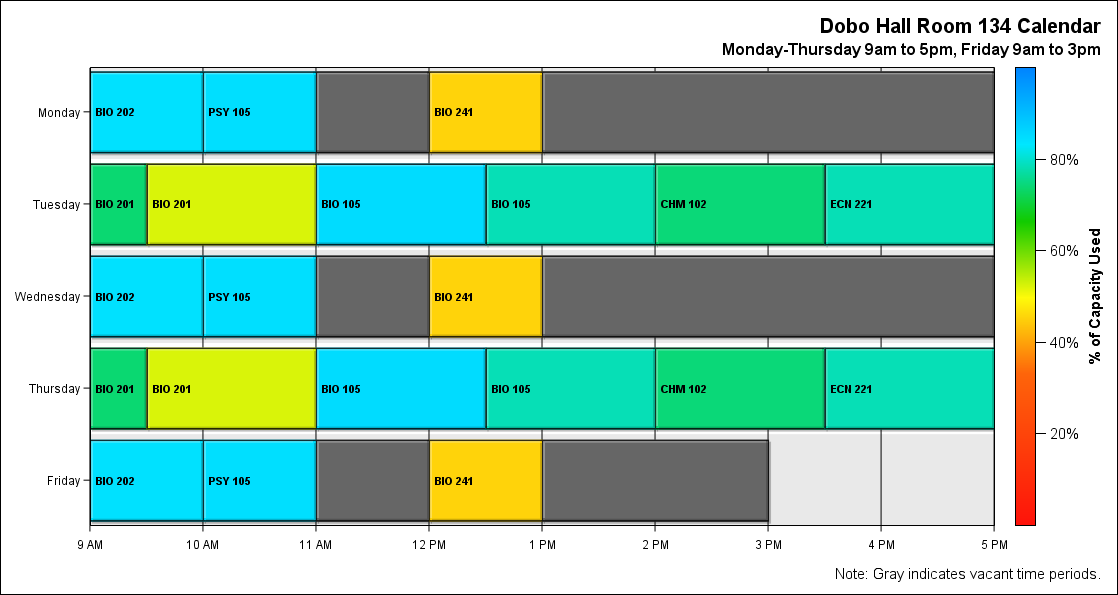 Dobo Hall Room 134 Calendar
Monday-Thursday 9am to 5pm, Friday 9am to 3pm
Monday
BIO 202
PSY 105
BIO 241
Tuesday
BIO 201
BIO 201
BIO 105
BIO 105
CHM 102
ECN 221
Wednesday
BIO 202
PSY 105
BIO 241
Thursday
BIO 201
BIO 201
BIO 105
BIO 105
CHM 102
ECN 221
Friday
BIO 202
PSY 105
BIO 241
9 AM
10 AM
11 AM
12 PM
1 PM
2 PM
3 PM
4 PM
5 PM
80%
60%
40%
20%
% of Capacity Used
Note: Gray indicates vacant time periods.